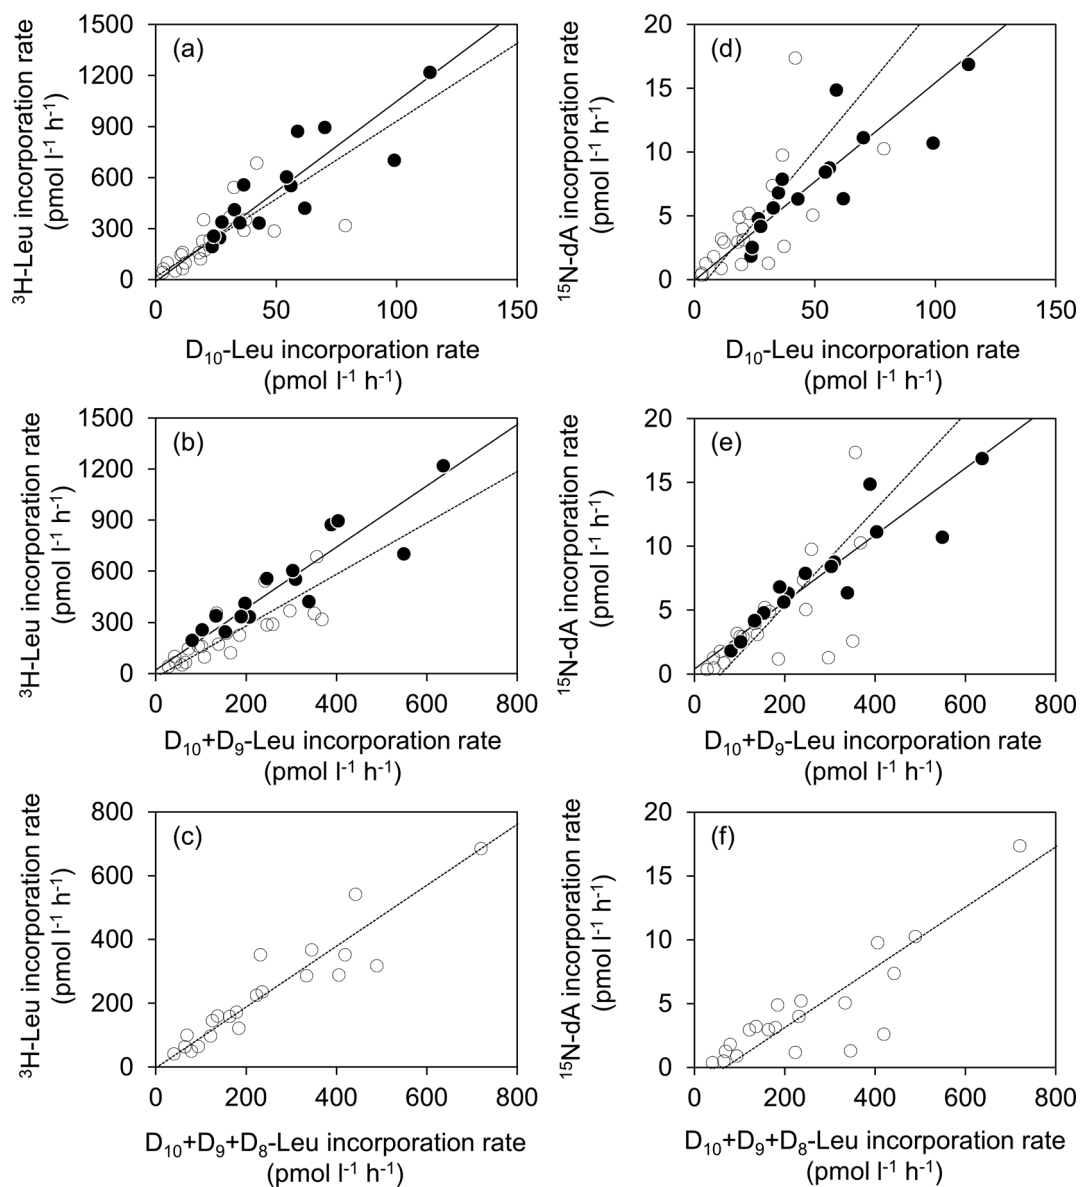 (a)
1500
1200
900
600
300
0
³H-Leu incorporation rate
(pmol l⁻¹ h⁻¹)
0 50 100 150
D₁₀-Leu incorporation rate
(pmol l⁻¹ h⁻¹)
(d)
20
15
10
5
0
¹⁵N-dA incorporation rate
(pmol l⁻¹ h⁻¹)
0 50 100 150
D₁₀-Leu incorporation rate
(pmol l⁻¹ h⁻¹)
(b)
1500
1200
900
600
300
0
³H-Leu incorporation rate
(pmol l⁻¹ h⁻¹)
0 200 400 600 800
D₁₀+D₉-Leu incorporation rate
(pmol l⁻¹ h⁻¹)
(e)
20
15
10
5
0
¹⁵N-dA incorporation rate
(pmol l⁻¹ h⁻¹)
0 200 400 600 800
D₁₀+D₉-Leu incorporation rate
(pmol l⁻¹ h⁻¹)
(c)
800
600
400
200
0
³H-Leu incorporation rate
(pmol l⁻¹ h⁻¹)
0 200 400 600 800
D₁₀+D₉+D₈-Leu incorporation rate
(pmol l⁻¹ h⁻¹)
(f)
20
15
10
5
0
¹⁵N-dA incorporation rate
(pmol l⁻¹ h⁻¹)
0 200 400 600 800
D₁₀+D₉+D₈-Leu incorporation rate
(pmol l⁻¹ h⁻¹)